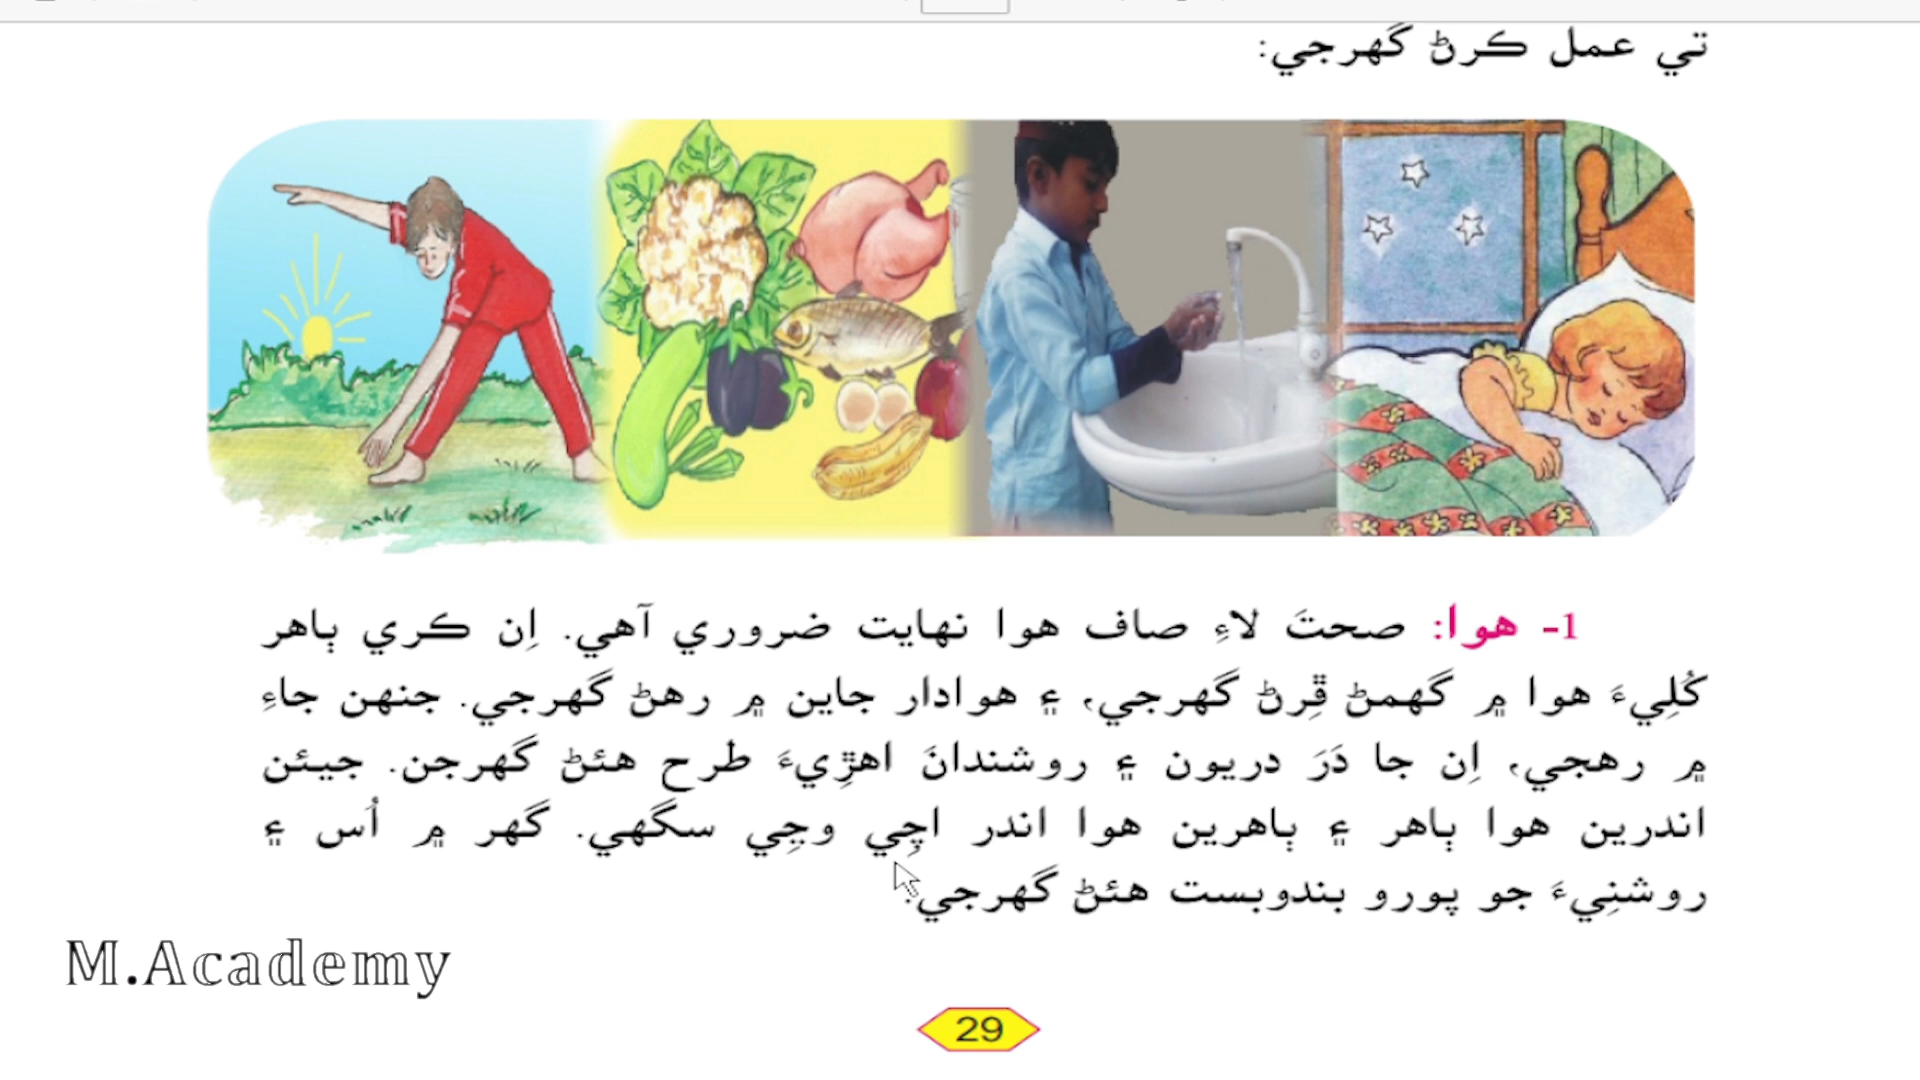 تي عمل ڪرڻ گهرجي:
1- هوا: صحتَ لاءِ صاف هوا نهايت ضروري آهي. اِن ڪري ٻاهر
کُلِيءَ هوا ۾ گهمڻ ڦِرڻ گهرجي، ۽ هوادار جاين ۾ رهڻ گهرجي. جنهن جاءِ
۾ رهجي، اِن جا دَرَ دريون ۽ روشندانَ اهڙِيءَ طرح هئڻ گهرجن. جيئن
اندرين هوا ٻاهر ۽ ٻاهرين هوا اندر اچِي وڃِي سگهي. گهر ۾ اُس ۽
روشنِيءَ جو پورو بندوبست هئڻ گهرجي.
M.Academy
29